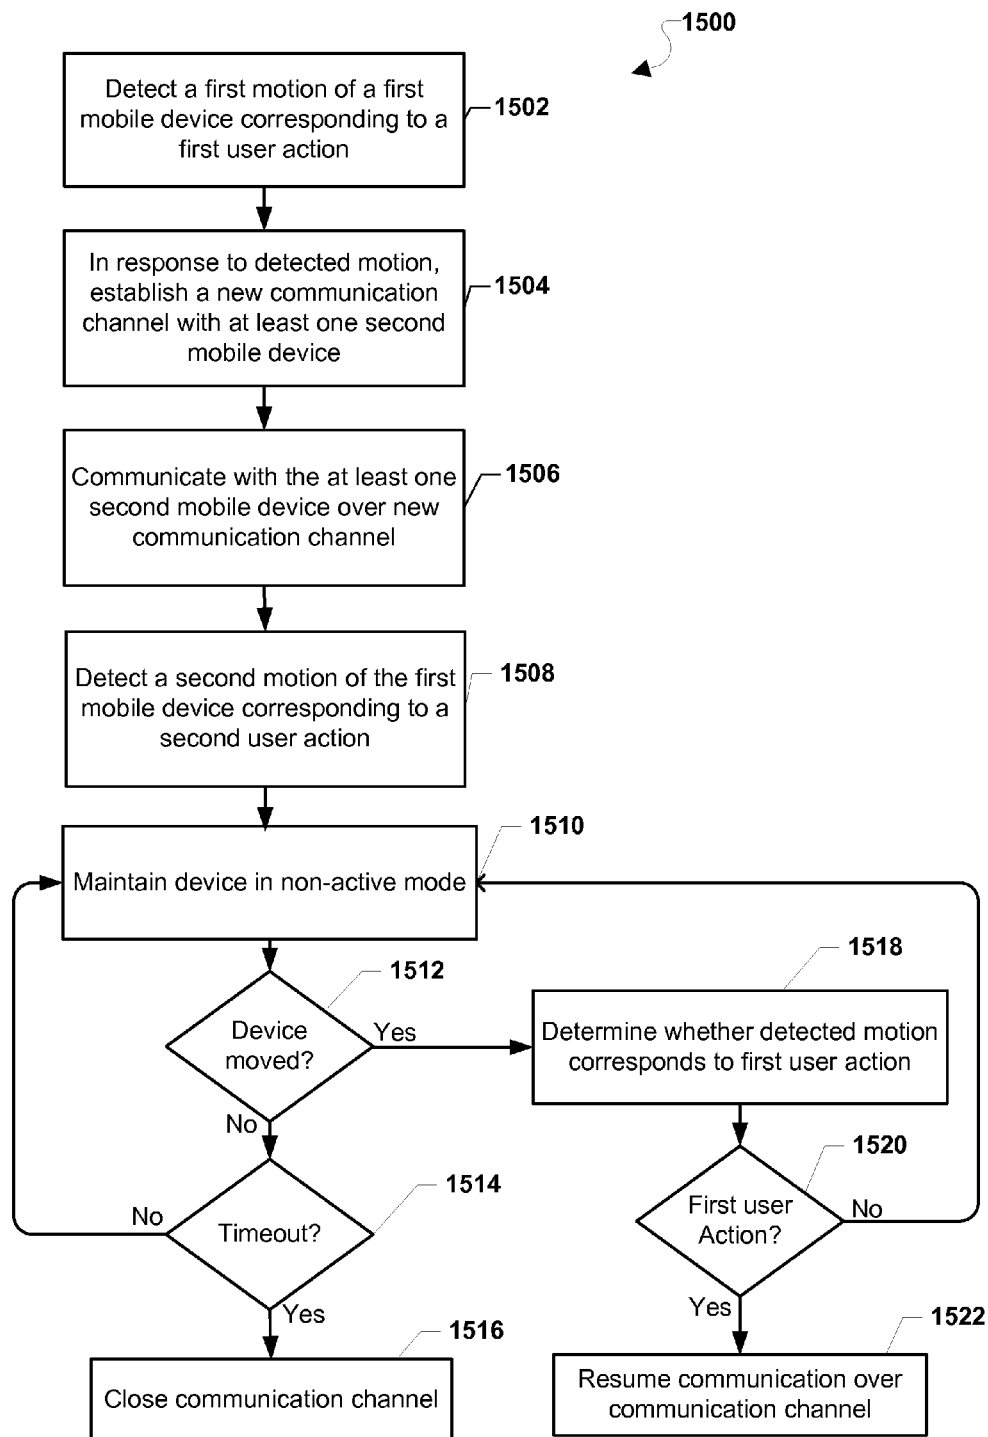 1500
Detect a first motion of a first
mobile device corresponding to a
first user action
1502
In response to detected motion,
establish a new communication
channel with at least one second
mobile device
1504
Communicate with the at least one
second mobile device over new
communication channel
1506
Detect a second motion of the first
mobile device corresponding to a
second user action
1508
Maintain device in non-active mode
1510
Device
moved?
1512
Yes
No
Determine whether detected motion
corresponds to first user action
1518
Timeout?
1514
No
Yes
First user
Action?
1520
No
Yes
Close communication channel
1516
Resume communication over
communication channel
1522